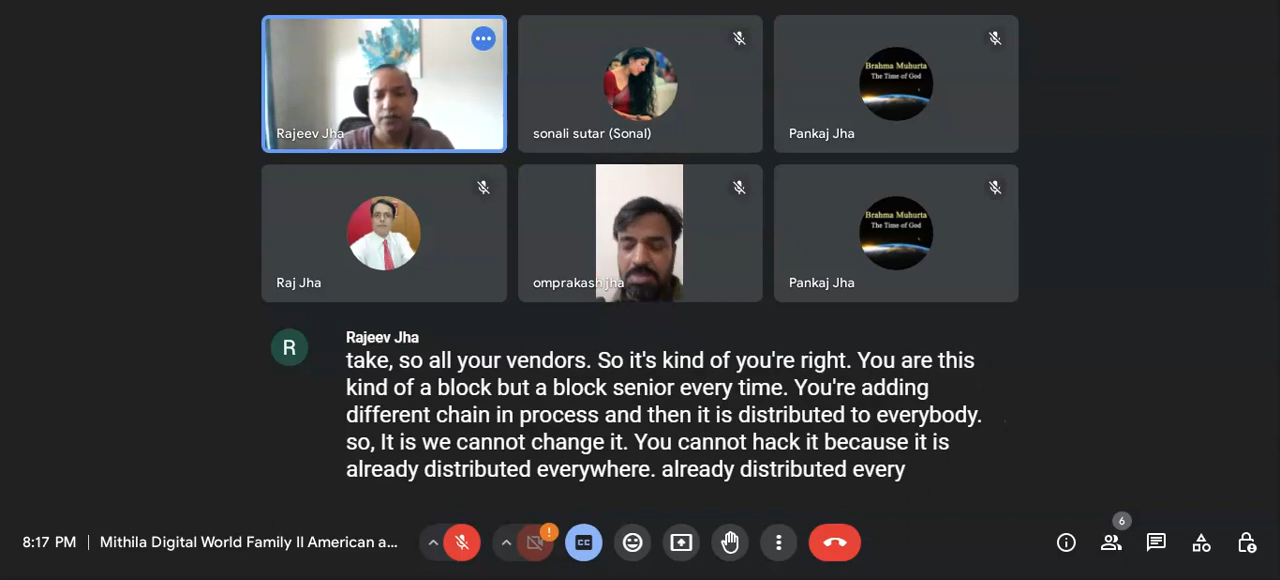 Rajeev Jha
sonali sutar (Sonal)
Brahma Muhurta
The Time of God
Pankaj Jha
Raj Jha
omprakash jha
Brahma Muhurta
The Time of God
Pankaj Jha
R
Rajeev Jha
take, so all your vendors. So it's kind of you're right. You are this
kind of a block but a block senior every time. You're adding
different chain in process and then it is distributed to everybody.
so, It is we cannot change it. You cannot hack it because it is
already distributed everywhere. already distributed every
8:17 PM | Mithila Digital World Family II American a...
!
CC
6